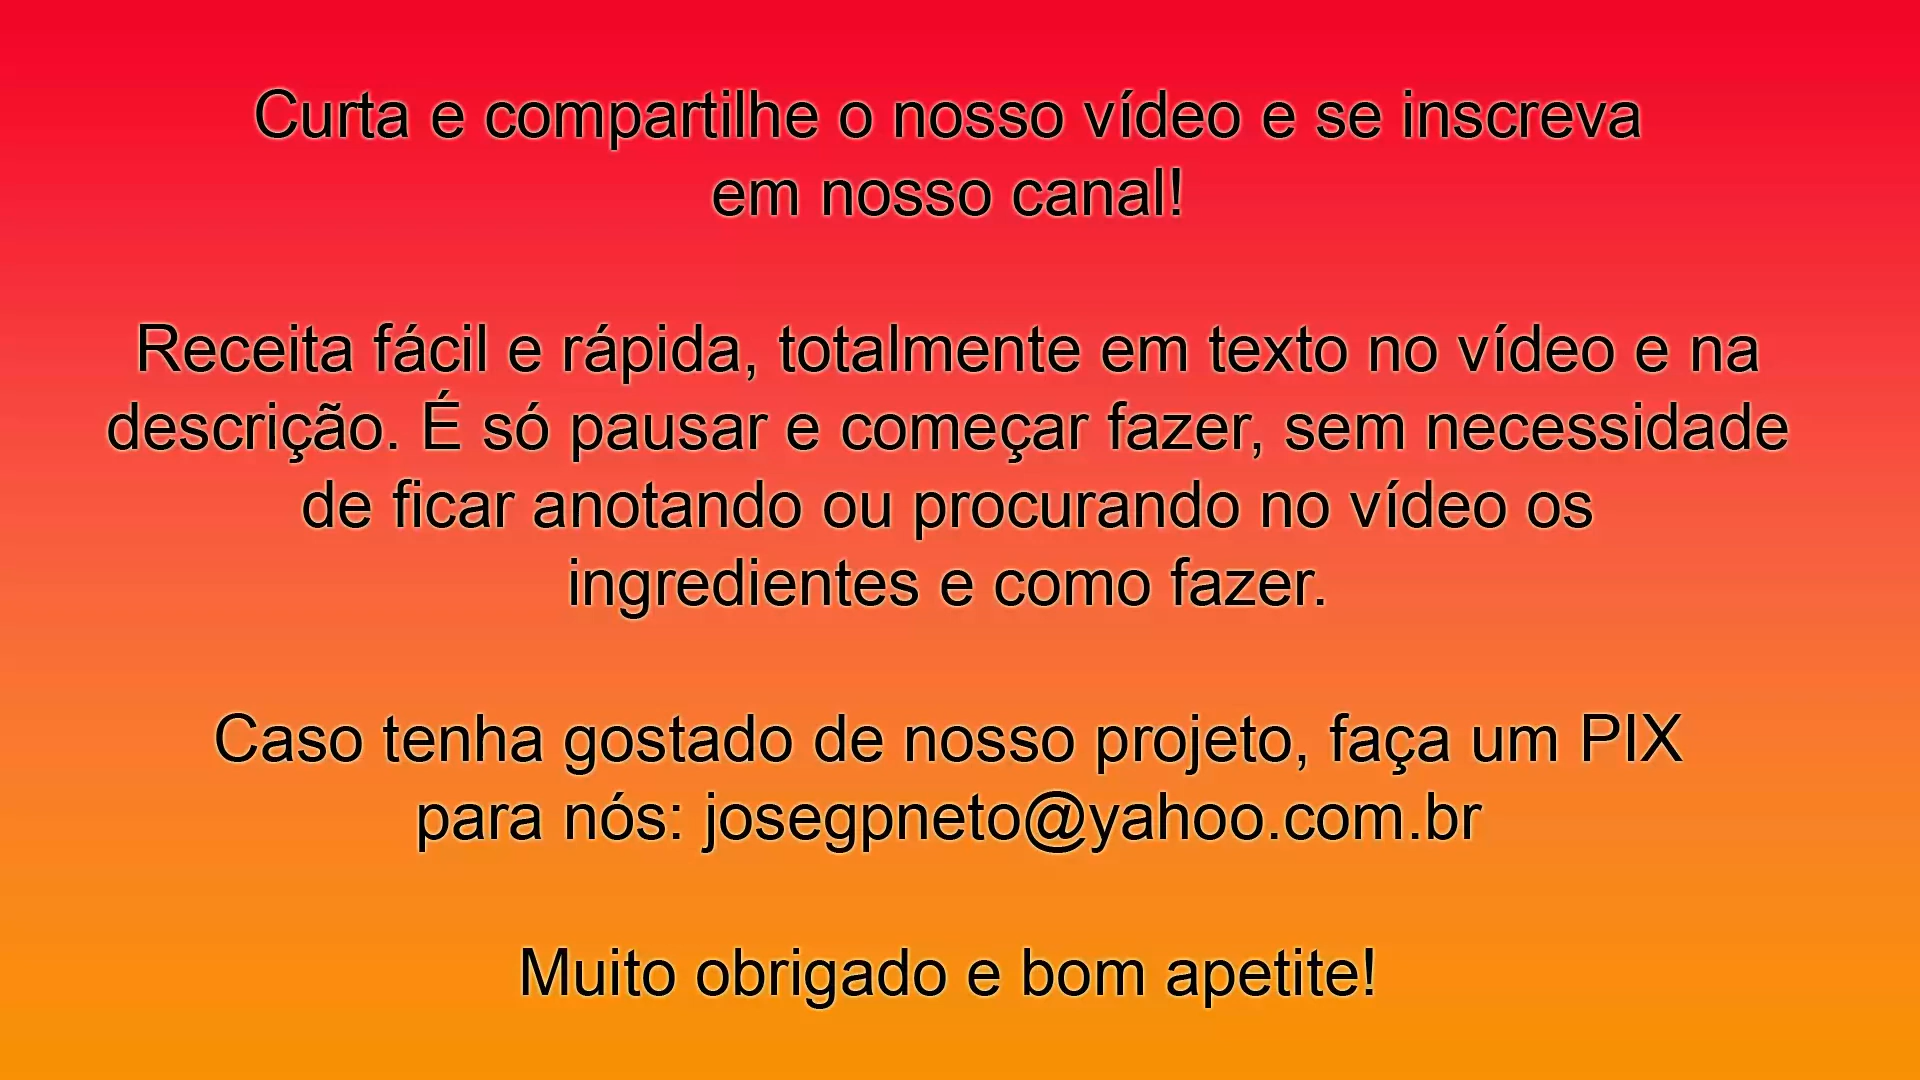 Curta e compartilhe o nosso vídeo e se inscreva
em nosso canal!
Receita fácil e rápida, totalmente em texto no vídeo e na
descrição. É só pausar e começar fazer, sem necessidade
de ficar anotando ou procurando no vídeo os
ingredientes e como fazer.
Caso tenha gostado de nosso projeto, faça um PIX
para nós: josegpneto@yahoo.com.br
Muito obrigado e bom apetite!